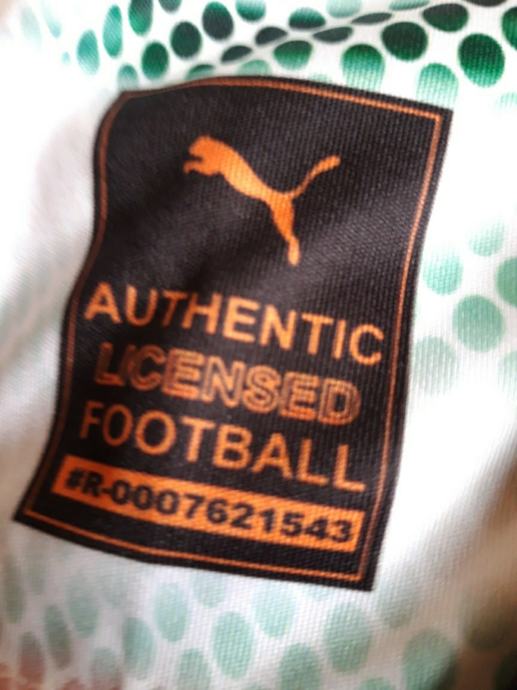 AUTHENTIC
LICENSED
FOOTBALL
#R-0007621543